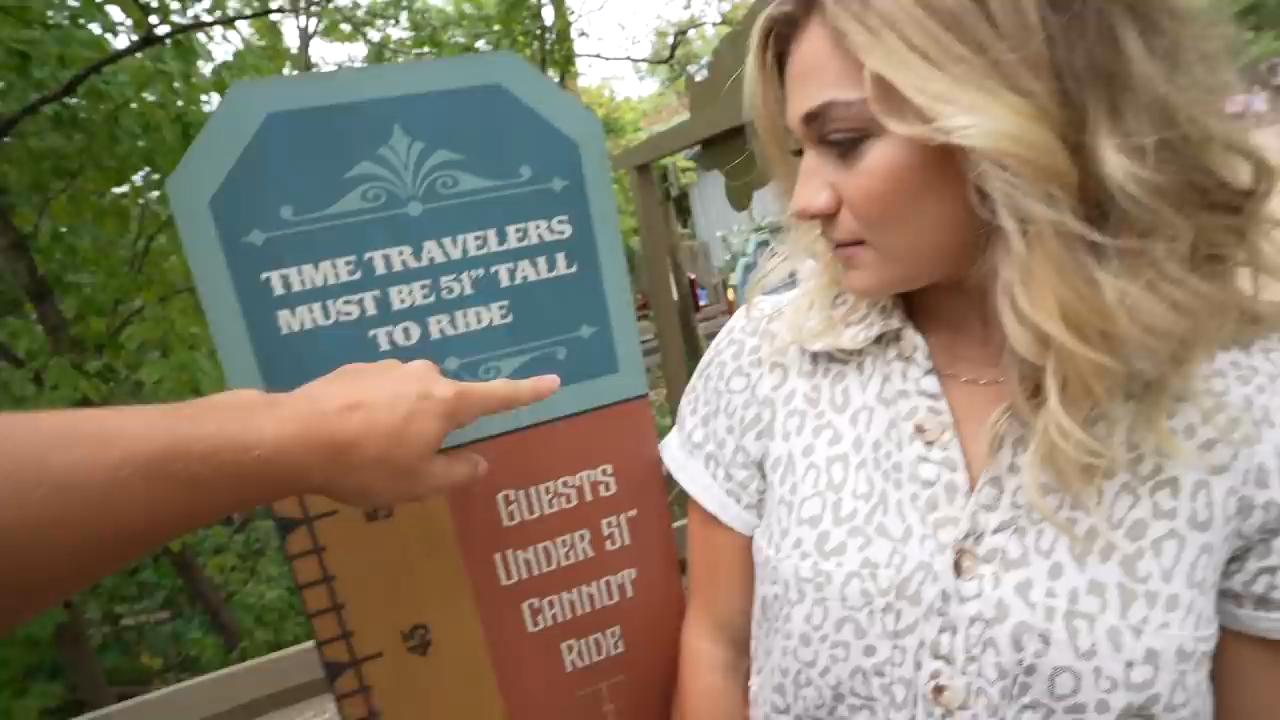 TIME TRAVELERS
MUST BE 51” TALL
TO RIDE
GUESTS
UNDER 51"
CANNOT
RIDE